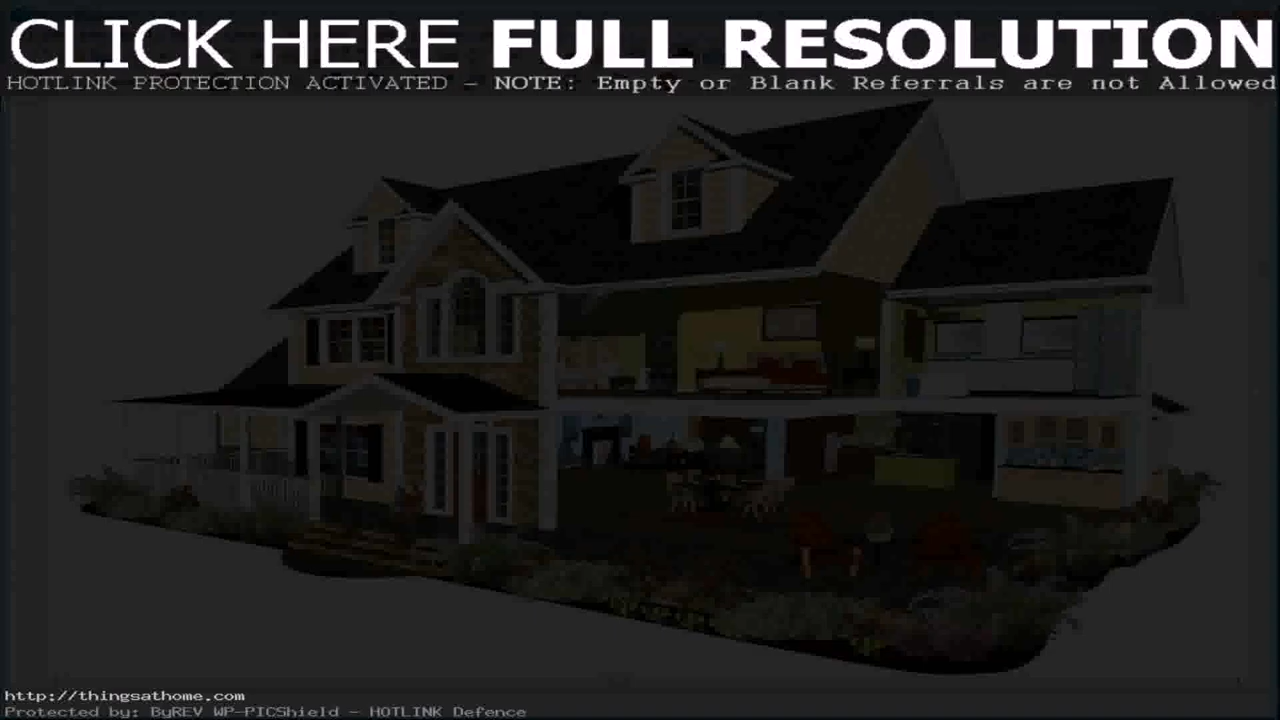 CLICK HERE FULL RESOLUTION
HOTLINK PROTECTION ACTIVATED - NOTE: Empty or Blank Referrals are not Allowed
http://thingsathome.com
Protected by: ByREV WP-PICShield - HOTLINK Defence